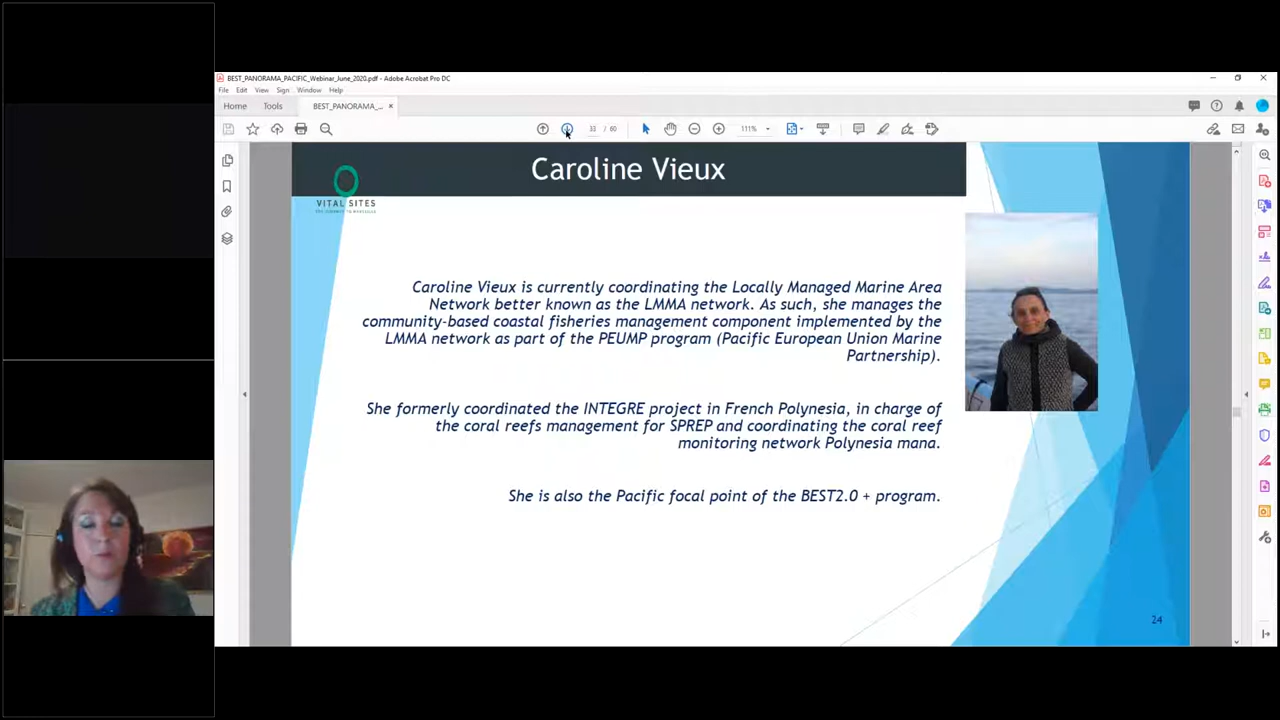 BEST_PANORAMA_PACIFIC_Webinar_June_2020.pdf - Adobe Acrobat Pro DC
File Edit View Sign Window Help
Home Tools BEST_PANORAMA_... ×
33 / 60 111%
Caroline Vieux
VITAL SITES
Caroline Vieux is currently coordinating the Locally Managed Marine Area
Network better known as the LMMA network. As such, she manages the
community-based coastal fisheries management component implemented by the
LMMA network as part of the PEUMP program (Pacific European Union Marine
Partnership).
She formerly coordinated the INTEGRE project in French Polynesia, in charge of
the coral reefs management for SPREP and coordinating the coral reef
monitoring network Polynesia mana.
She is also the Pacific focal point of the BEST2.0 + program.
24